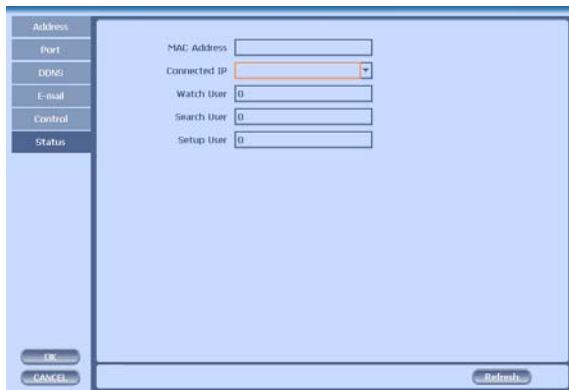 Address
Port
DDNS
E-mail
Control
Status
MAC Address
Connected IP
Watch User 0
Search User 0
Setup User 0
OK
CANCEL
Refresh